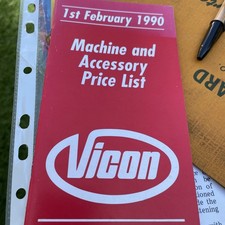 1st February 1990
Machine and
Accessory
Price List
Vicon